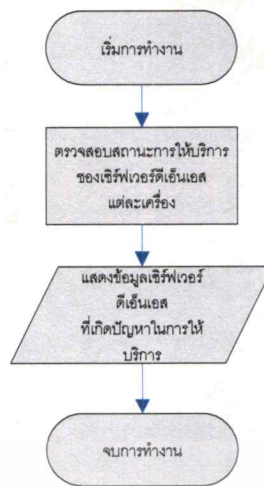 เริ่มการทำงาน
ตรวจสอบสถานะการให้บริการ
ของเซิร์ฟเวอร์ดีเอ็นเอส
แต่ละเครื่อง
แสดงข้อมูลเซิร์ฟเวอร์
ดีเอ็นเอส
ที่เกิดปัญหาในการให้
บริการ
จบการทำงาน